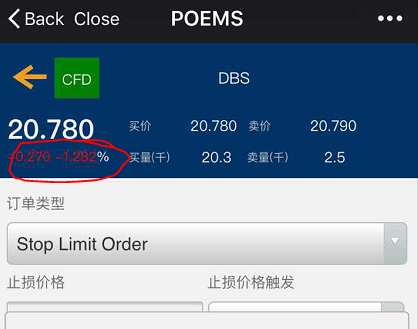 Back Close POEMS
CFD DBS
20.780 买价 20.780 卖价 20.790
-0.270 -1.282% 买量(千) 20.3 卖量(千) 2.5
订单类型
Stop Limit Order
止损价格 止损价格触发